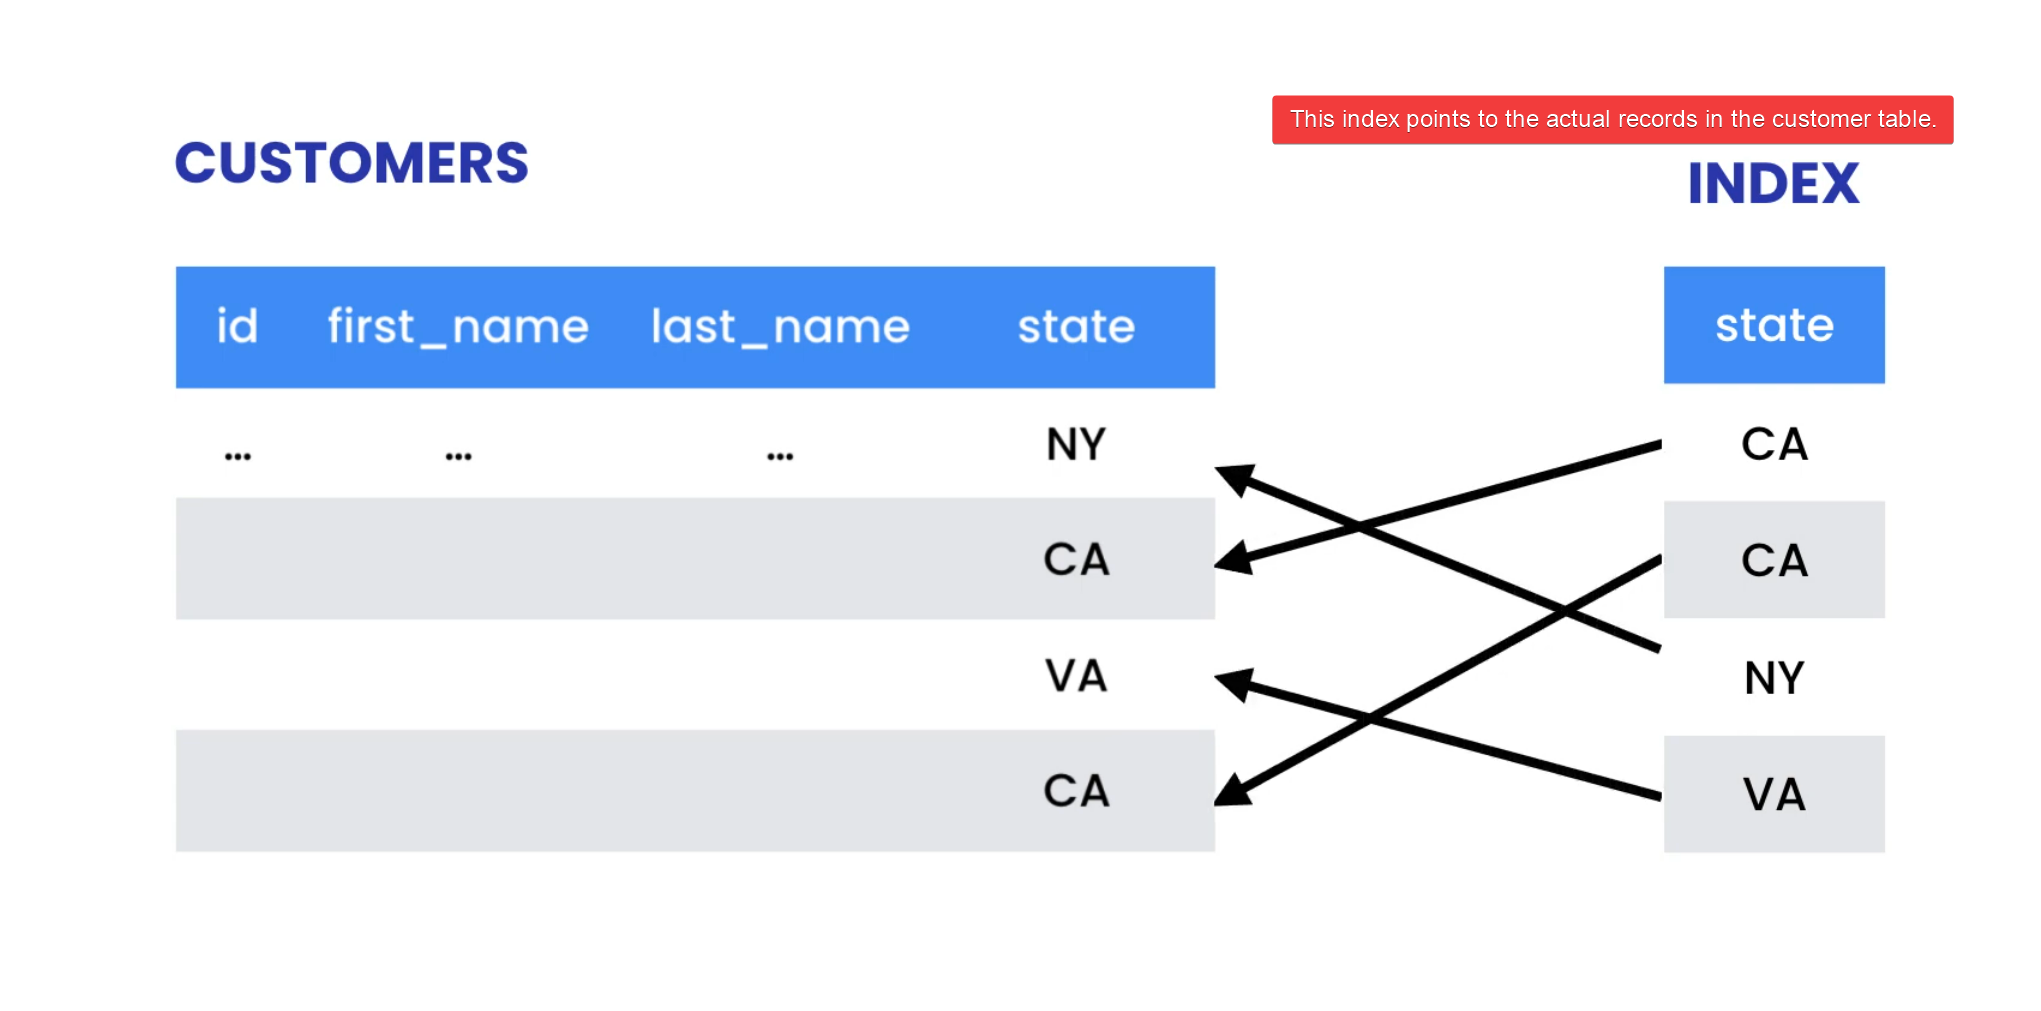 This index points to the actual records in the customer table.
CUSTOMERS
INDEX
id first_name last_name state
state
... ... ... NY
CA
CA
CA
VA
NY
CA
VA